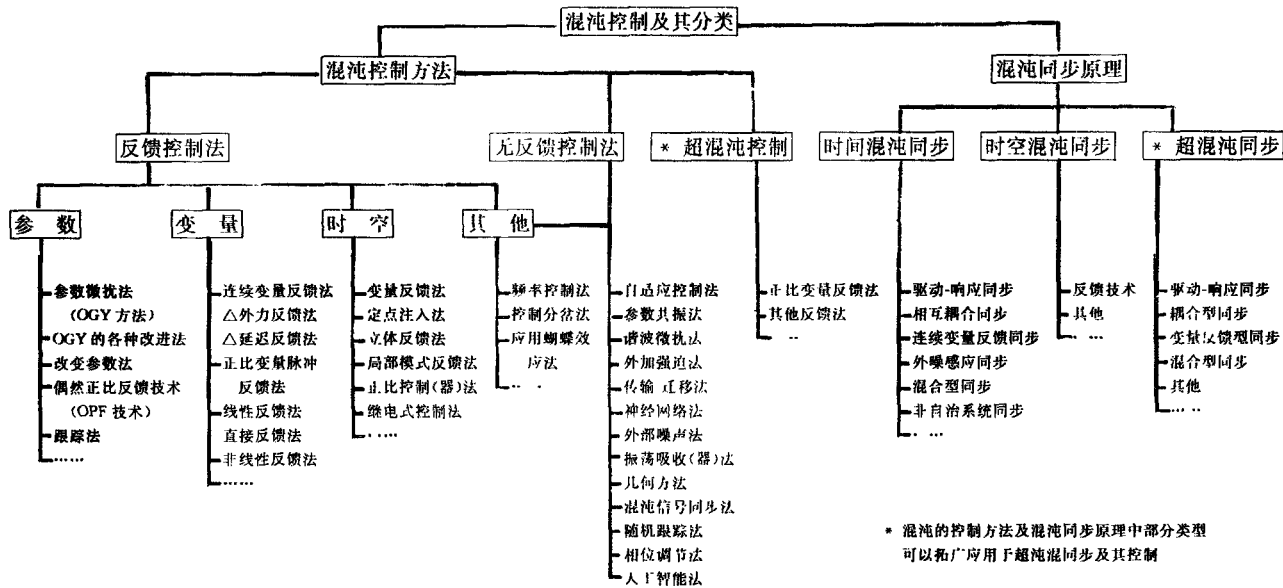 混沌控制及其分类
混沌控制方法
混沌同步原理
反馈控制法
无反馈控制法
* 超混沌控制
时间混沌同步
时空混沌同步
* 超混沌同步
参 数
变 量
时 空
其 他
参数微扰法
(OGY 方法)
OGY 的各种改进法
改变参数法
偶然正比反馈技术
(OPF 技术)
跟踪法
……
连续变量反馈法
△外力反馈法
△延迟反馈法
正比变量脉冲
反馈法
线性反馈法
直接反馈法
非线性反馈法
……
变量反馈法
定点注入法
立体反馈法
局部模式反馈法
正比控制(器)法
继电式控制法
……
频率控制法
控制分岔法
应用蝴蝶效
应法
……
自适应控制法
参数共振法
谐波微扰法
外加强迫法
传输 迁移法
神经网络法
外部噪声法
振荡吸收(器)法
几何方法
混沌信号同步法
随机跟踪法
相位调节法
人工智能法
正比变量反馈法
其他反馈法
……
驱动-响应同步
相互耦合同步
连续变量反馈同步
外噪感应同步
混合型同步
非自治系统同步
……
反馈技术
其他
……
驱动-响应同步
耦合型同步
变量反馈型同步
混合型同步
其他
……
* 混沌的控制方法及混沌同步原理中部分类型
可以拓广应用于超沌混同步及其控制